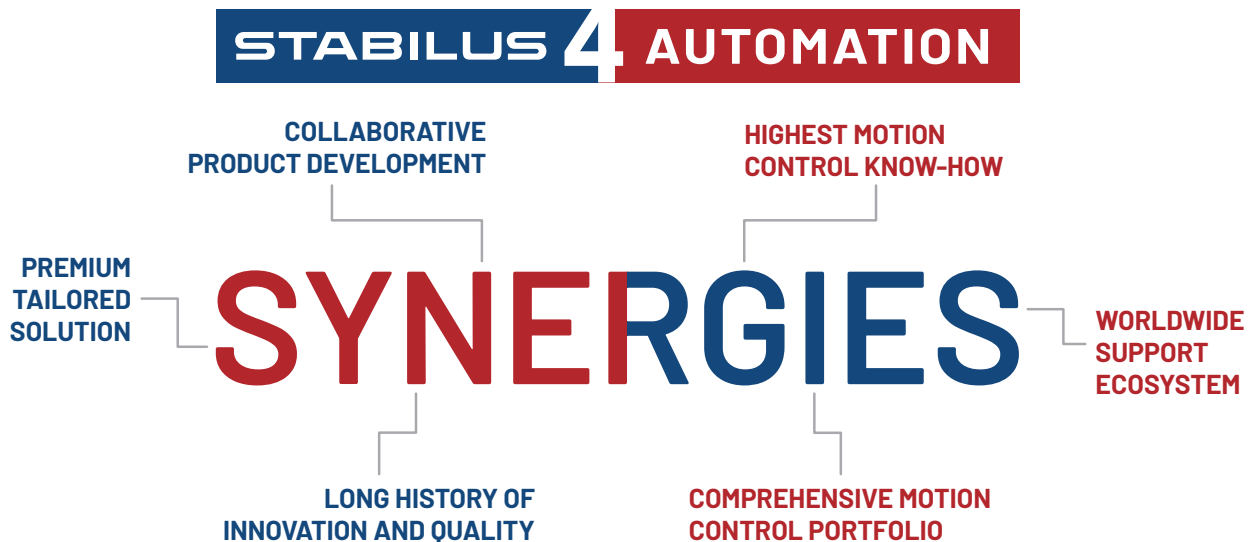 STABILUS 4 AUTOMATION
COLLABORATIVE
PRODUCT DEVELOPMENT
HIGHEST MOTION
CONTROL KNOW-HOW
PREMIUM
TAILORED
SOLUTION
SYNERGIES
WORLDWIDE
SUPPORT
ECOSYSTEM
LONG HISTORY OF
INNOVATION AND QUALITY
COMPREHENSIVE MOTION
CONTROL PORTFOLIO